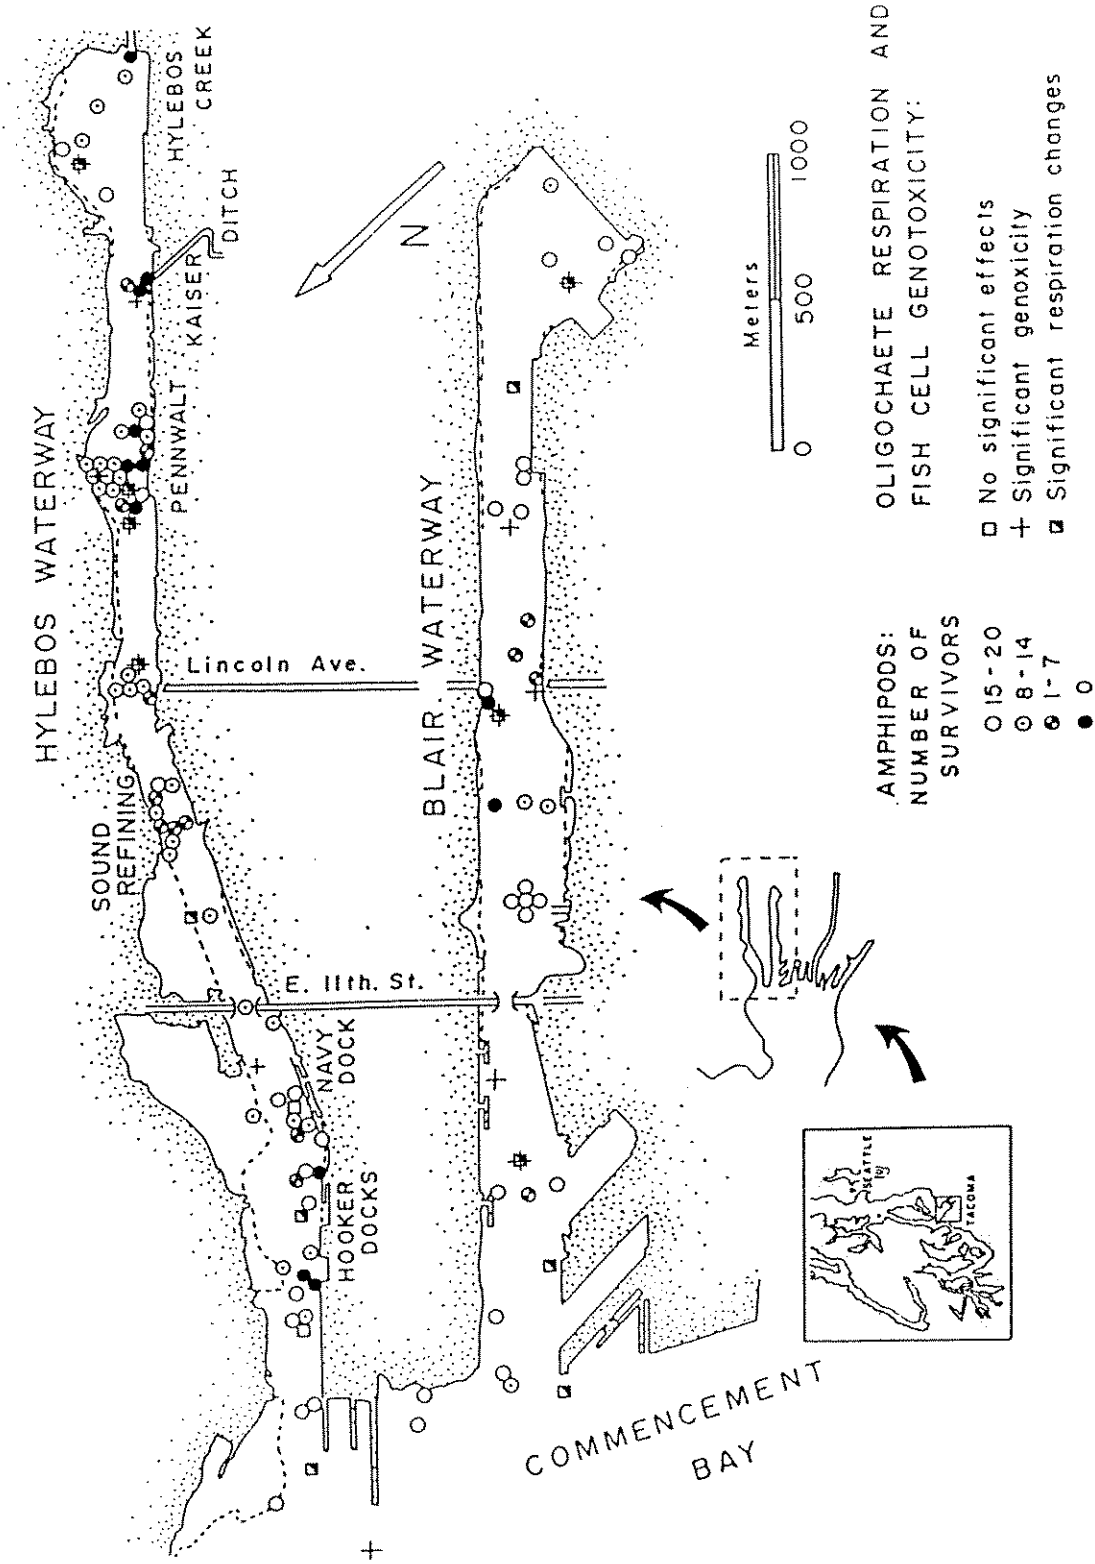 HYLEBOS WATERWAY
HYLEBOS
CREEK
KAISER
DITCH
PENNWALT
Lincoln Ave.
SOUND
REFINING
E. 11th. St.
NAVY
DOCK
HOOKER
DOCKS
BLAIR WATERWAY
N
COMMENCEMENT
BAY
SEATTLE
TACOMA
Meters
0 500 1000
AMPHIPODS:
NUMBER OF
SURVIVORS
15-20
8-14
1-7
0
OLIGOCHAETE RESPIRATION AND
FISH CELL GENOTOXICITY:
No significant effects
Significant genoxicity
Significant respiration changes